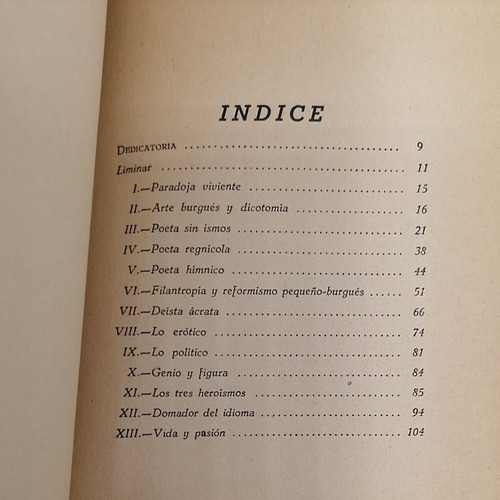 INDICE
DEDICATORIA ..................................... 9
Liminar ..................................... 11
I.—Paradoja viviente ..................................... 15
II.—Arte burgués y dicotomía ..................................... 16
III.—Poeta sin ismos ..................................... 21
IV.—Poeta regnícola ..................................... 38
V.—Poeta hímnico ..................................... 44
VI.—Filantropia y reformismo pequeño-burgués ...... 51
VII.—Deista ácrata ..................................... 66
VIII.—Lo erótico ..................................... 74
IX.—Lo político ..................................... 81
X.—Genio y figura ..................................... 84
XI.—Los tres heroísmos ..................................... 85
XII.—Domador del idioma ..................................... 94
XIII.—Vida y pasión ..................................... 104